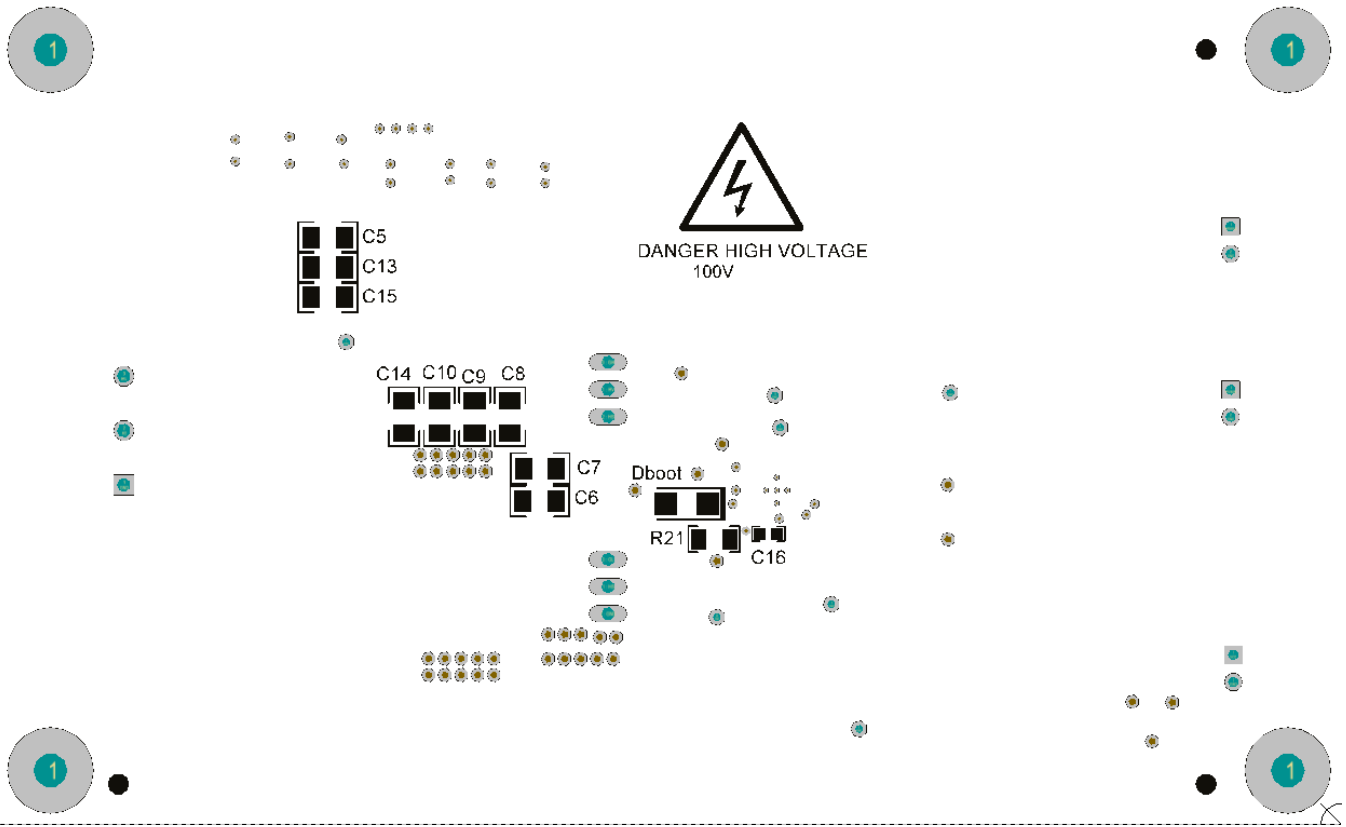 1 1
DANGER HIGH VOLTAGE
100V
C5
C13
C15
C14 C10 C9 C8
C7
Dboot
C6
R21
C16
1 1